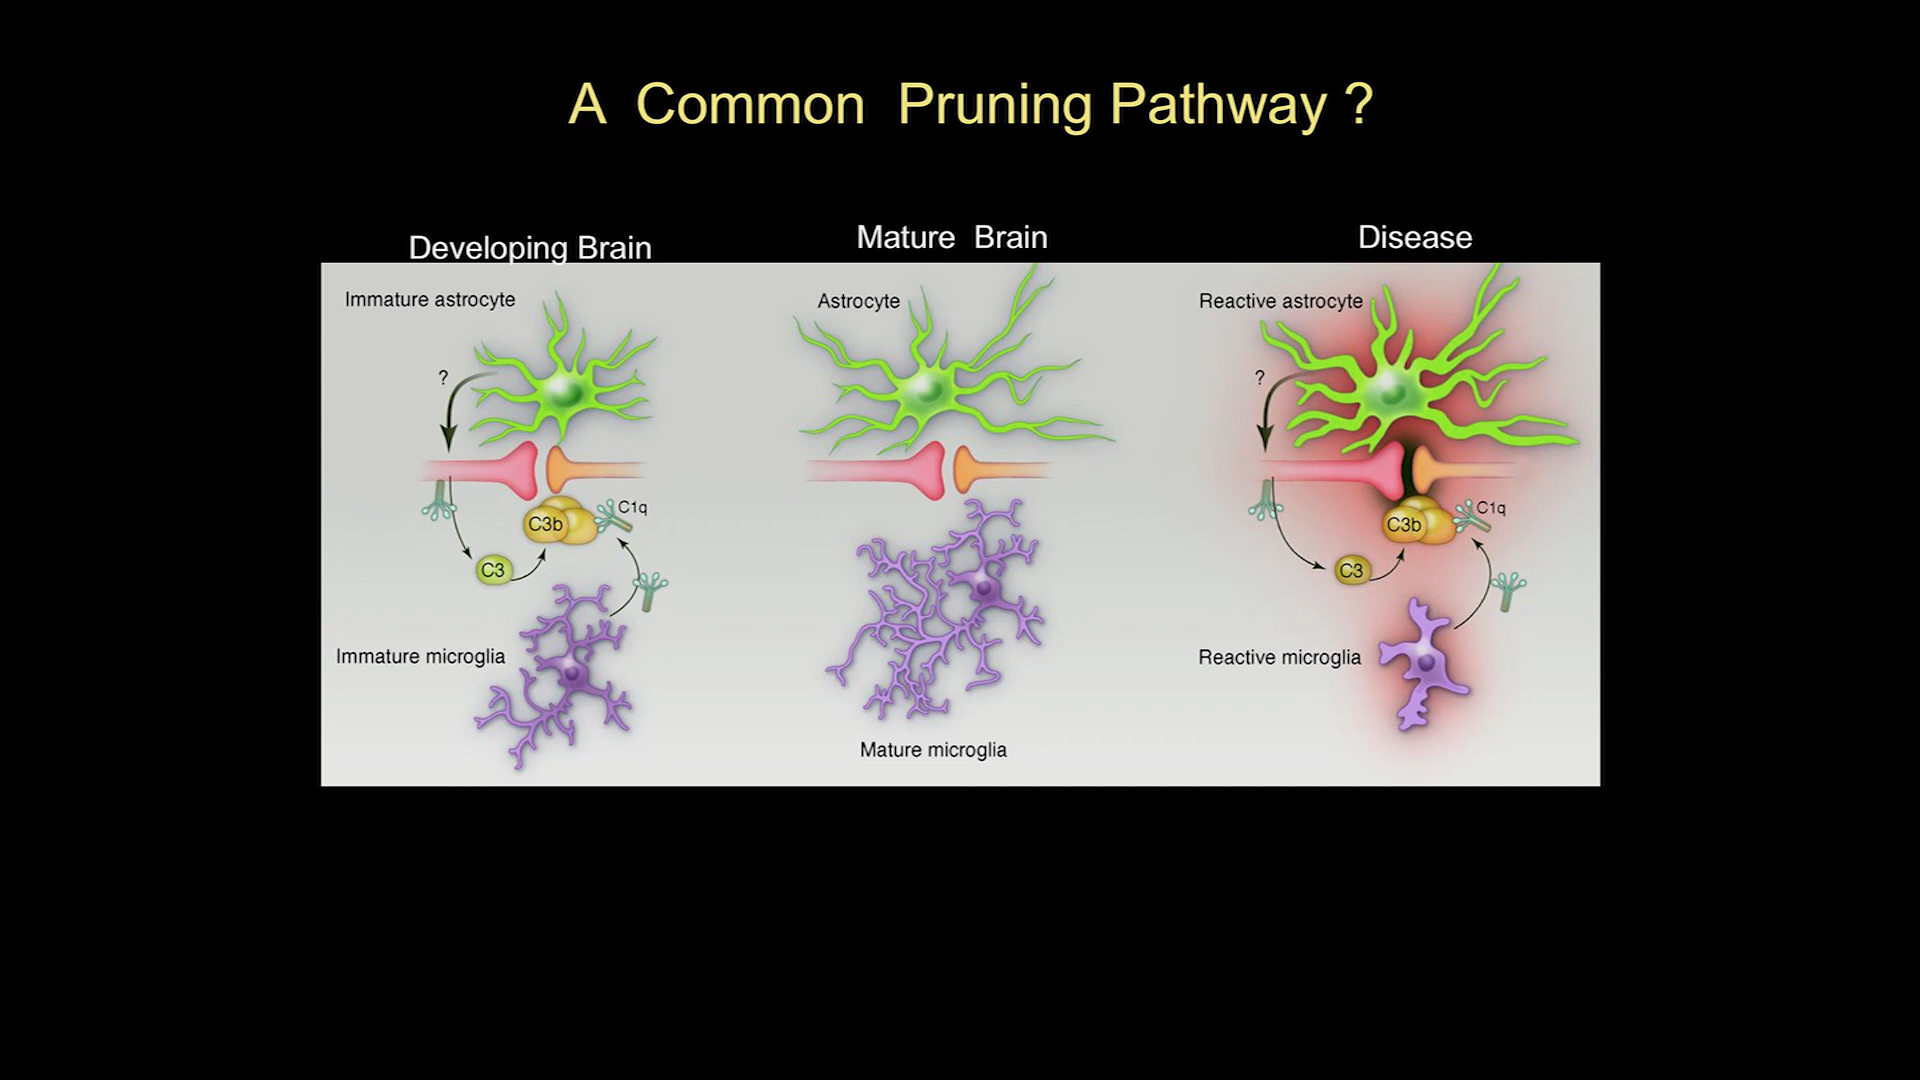 A Common Pruning Pathway ?
Developing Brain
Mature Brain
Disease
Immature astrocyte
?
C1q
C3b
C3
Immature microglia
Astrocyte
Mature microglia
Reactive astrocyte
?
C1q
C3b
C3
Reactive microglia